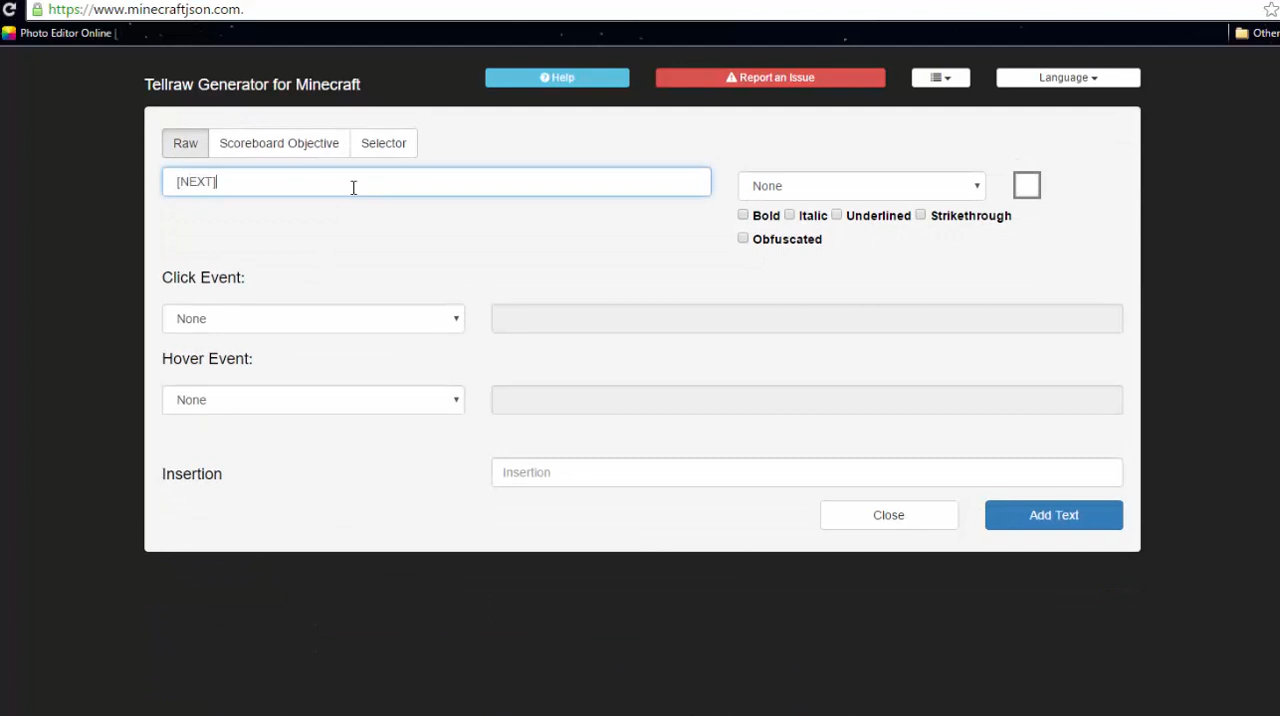 https://www.minecraftjson.com.
Photo Editor Online |
Other
Tellraw Generator for Minecraft
Help
Report an Issue
Language
Raw
Scoreboard Objective
Selector
[NEXT]
None
Bold
Italic
Underlined
Strikethrough
Obfuscated
Click Event:
None
Hover Event:
None
Insertion
Insertion
Close
Add Text